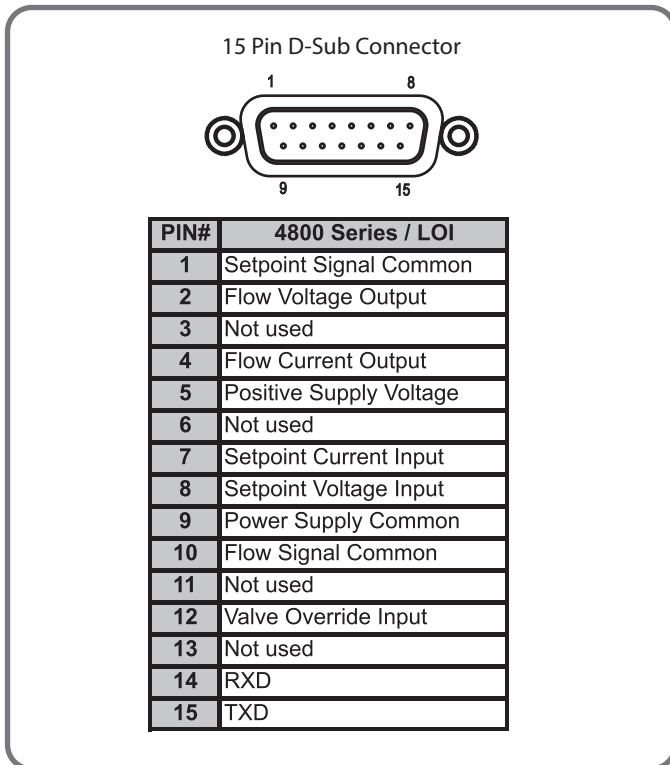 15 Pin D-Sub Connector
1 8
9 15
PIN# 4800 Series / LOI
1 Setpoint Signal Common
2 Flow Voltage Output
3 Not used
4 Flow Current Output
5 Positive Supply Voltage
6 Not used
7 Setpoint Current Input
8 Setpoint Voltage Input
9 Power Supply Common
10 Flow Signal Common
11 Not used
12 Valve Override Input
13 Not used
14 RXD
15 TXD